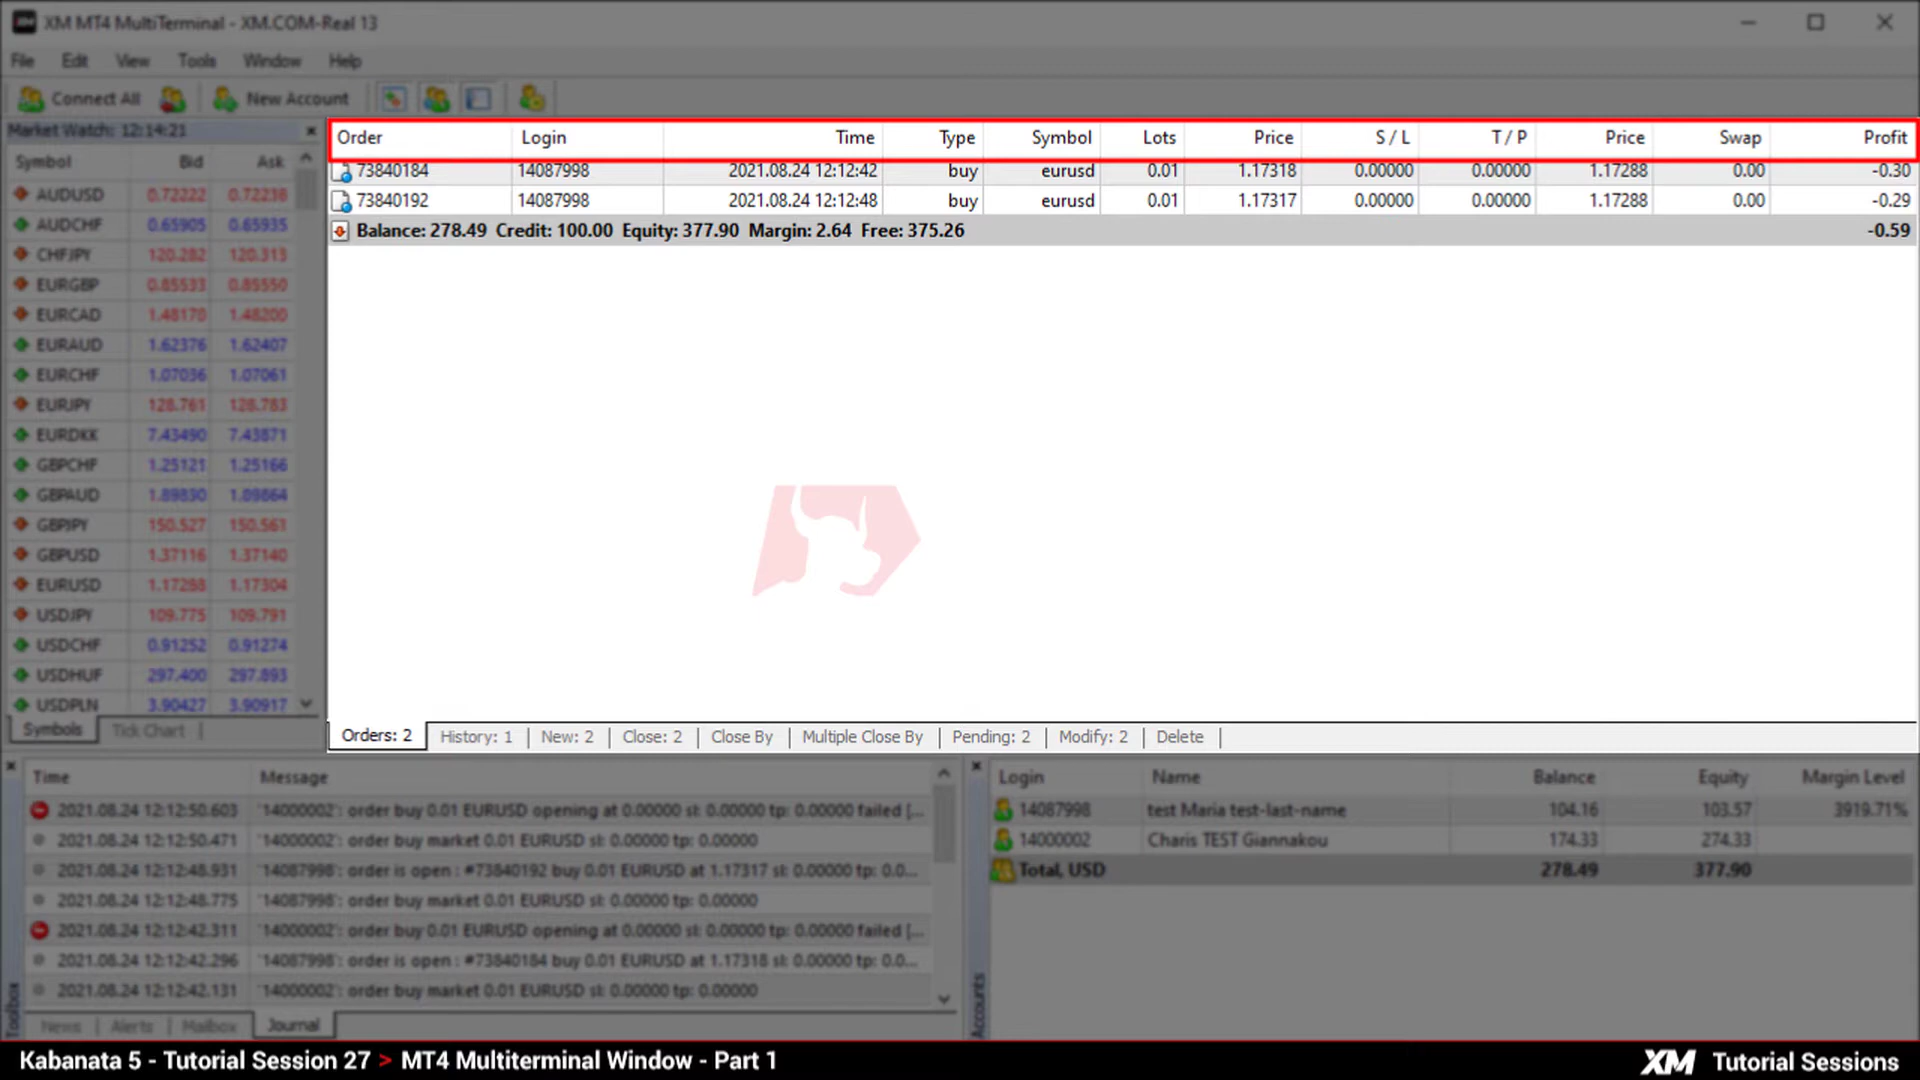 XM MT4 MultiTerminal - XM.COM-Real 13
File Edit View Tools Window Help
Connect All New Account
Market Watch: 12:14:21
Symbol Bid Ask
AUDUSD 0.72222 0.72238
AUDCHF 0.65905 0.65935
CHFJPY 120.282 120.313
EURGBP 0.85533 0.85550
EURCAD 1.48170 1.48200
EURAUD 1.62376 1.62407
EURCHF 1.07036 1.07061
EURJPY 128.761 128.783
EURDKK 7.43490 7.43871
GBPCHF 1.25121 1.25166
GBPAUD 1.89830 1.89864
GBPJPY 150.527 150.561
GBPUSD 1.37116 1.37140
EURUSD 1.17288 1.17304
USDJPY 109.775 109.791
USDCHF 0.91252 0.91274
USDHUF 297.400 297.893
USDPLN 3.90427 3.90917
Symbols Tick Chart
Order Login Time Type Symbol Lots Price S / L T / P Price Swap Profit
73840184 14087998 2021.08.24 12:12:42 buy eurusd 0.01 1.17318 0.00000 0.00000 1.17288 0.00 -0.30
73840192 14087998 2021.08.24 12:12:48 buy eurusd 0.01 1.17317 0.00000 0.00000 1.17288 0.00 -0.29
Balance: 278.49 Credit: 100.00 Equity: 377.90 Margin: 2.64 Free: 375.26 -0.59
Orders: 2 | History: 1 | New: 2 | Close: 2 | Close By | Multiple Close By | Pending: 2 | Modify: 2 | Delete |
Time Message
2021.08.24 12:12:50.603 '14000002': order buy 0.01 EURUSD opening at 0.00000 sl: 0.00000 tp: 0.00000 failed [...
2021.08.24 12:12:50.471 '14000002': order buy market 0.01 EURUSD sl: 0.00000 tp: 0.00000
2021.08.24 12:12:48.931 '14087998': order is open : #73840192 buy 0.01 EURUSD at 1.17317 sl: 0.00000 tp: 0.0...
2021.08.24 12:12:48.775 '14087998': order buy market 0.01 EURUSD sl: 0.00000 tp: 0.00000
2021.08.24 12:12:42.311 '14000002': order buy 0.01 EURUSD opening at 0.00000 sl: 0.00000 tp: 0.00000 failed [...
2021.08.24 12:12:42.296 '14087998': order is open : #73840184 buy 0.01 EURUSD at 1.17318 sl: 0.00000 tp: 0.0...
2021.08.24 12:12:42.131 '14000002': order buy market 0.01 EURUSD sl: 0.00000 tp: 0.00000
News | Alerts | Mailbox | Journal
Toolbox
Login Name Balance Equity Margin Level
14087998 test Maria test-last-name 104.16 103.57 3919.71%
14000002 Charis TEST Giannakou 174.33 274.33
Total, USD 278.49 377.90
Accounts
Kabanata 5 - Tutorial Session 27 > MT4 Multiterminal Window - Part 1
XM Tutorial Sessions